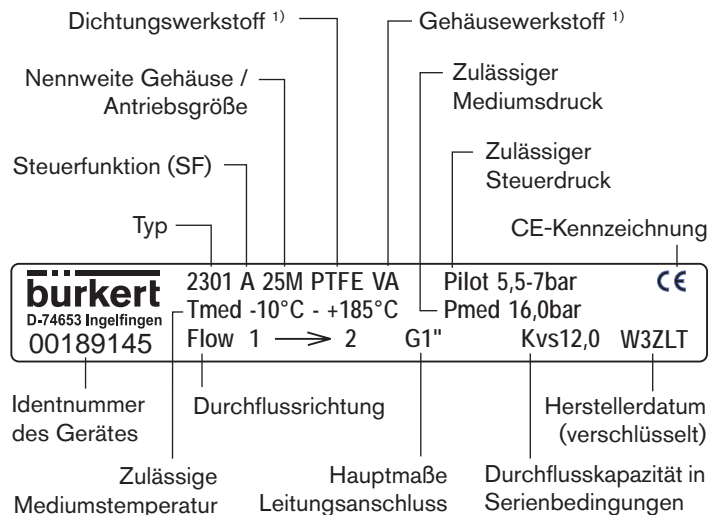 Dichtungswerkstoff 1)
Gehäusewerkstoff 1)
Nennweite Gehäuse /
Antriebsgröße
Zulässiger
Mediumsdruck
Steuerfunktion (SF)
Zulässiger
Steuerdruck
Typ
CE-Kennzeichnung
bürkert
D-74653 Ingelfingen
00189145
2301 A 25M PTFE VA
Pilot 5,5-7bar
CE
Tmed -10°C - +185°C
Pmed 16,0bar
Flow 1 → 2
G1"
Kvs12,0
W3ZLT
Identnummer
des Gerätes
Durchflussrichtung
Herstellerdatum
(verschlüsselt)
Zulässige
Mediumstemperatur
Hauptmaße
Leitungsanschluss
Durchflusskapazität in
Serienbedingungen